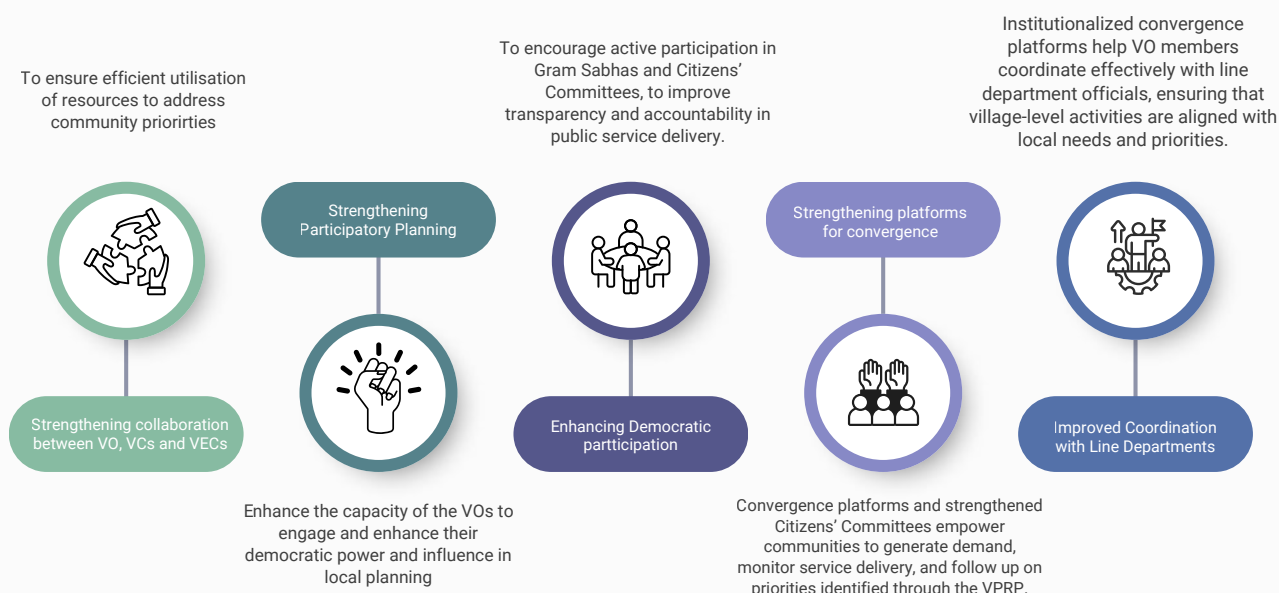 To ensure efficient utilisation
of resources to address
community priorirties
Strengthening collaboration
between VO, VCs and VECs
Strengthening
Participatory Planning
Enhance the capacity of the VOs to
engage and enhance their
democratic power and influence in
local planning
To encourage active participation in
Gram Sabhas and Citizens’
Committees, to improve
transparency and accountability in
public service delivery.
Enhancing Democratic
partticipation
Strengthening platforms
for convergence
Convergence platforms and strengthened
Citizens’ Committees empower
communities to generate demand,
monitor service delivery, and follow up on
priorities identified through the VPRP.
Institutionalized convergence
platforms help VO members
coordinate effectively with line
department officials, ensuring that
village-level activities are aligned with
local needs and priorities.
Improved Coordination
with Line Departments